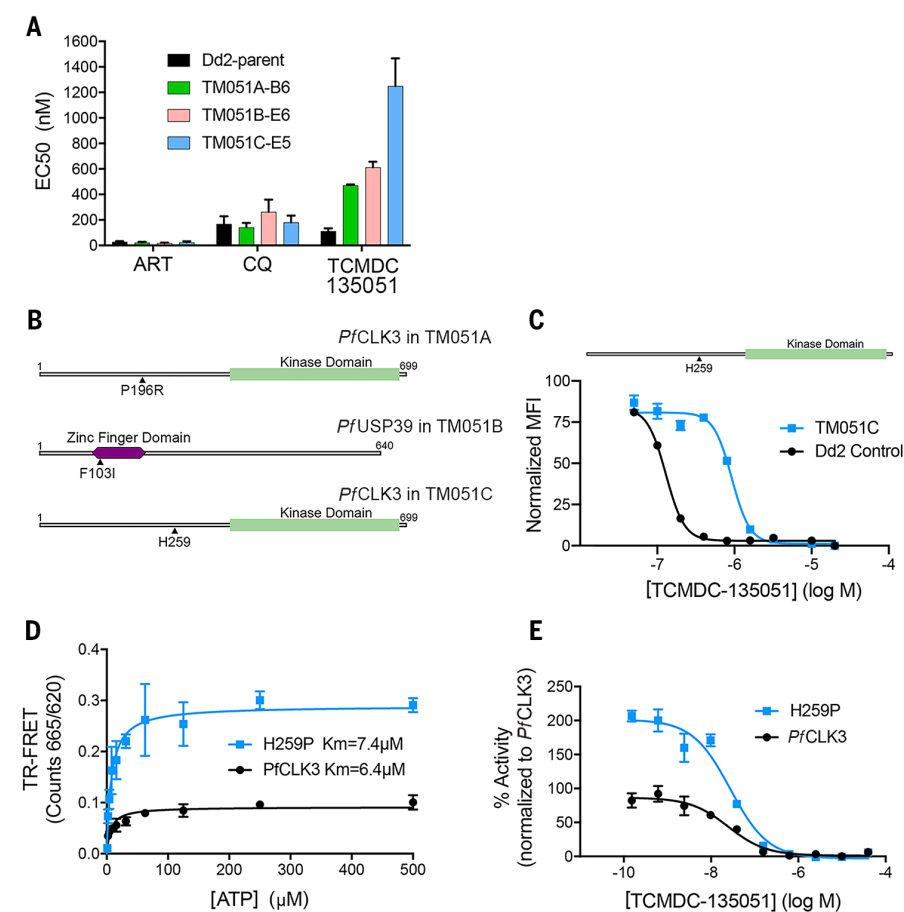 A
1600
1400
1200
1000
800
600
400
200
0
EC50 (nM)
Dd2-parent
TM051A-B6
TM051B-E6
TM051C-E5
ART
CQ
TCMDC
135051
B
PfCLK3 in TM051A
1
Kinase Domain
699
P196R
PfUSP39 in TM051B
1
Zinc Finger Domain
640
F103I
PfCLK3 in TM051C
1
Kinase Domain
699
H259
C
Kinase Domain
H259
100
75
50
25
0
Normalized MFI
TM051C
Dd2 Control
-7
-6
-5
-4
[TCMDC-135051] (log M)
D
0.4
0.3
0.2
0.1
0.0
TR-FRET
(Counts 665/620)
H259P Km=7.4µM
PfCLK3 Km=6.4µM
0
100
200
300
400
500
[ATP] (µM)
E
250
200
150
100
50
0
% Activity
(normalized to PfCLK3)
H259P
PfCLK3
-10
-8
-6
-4
[TCMDC-135051] (log M)